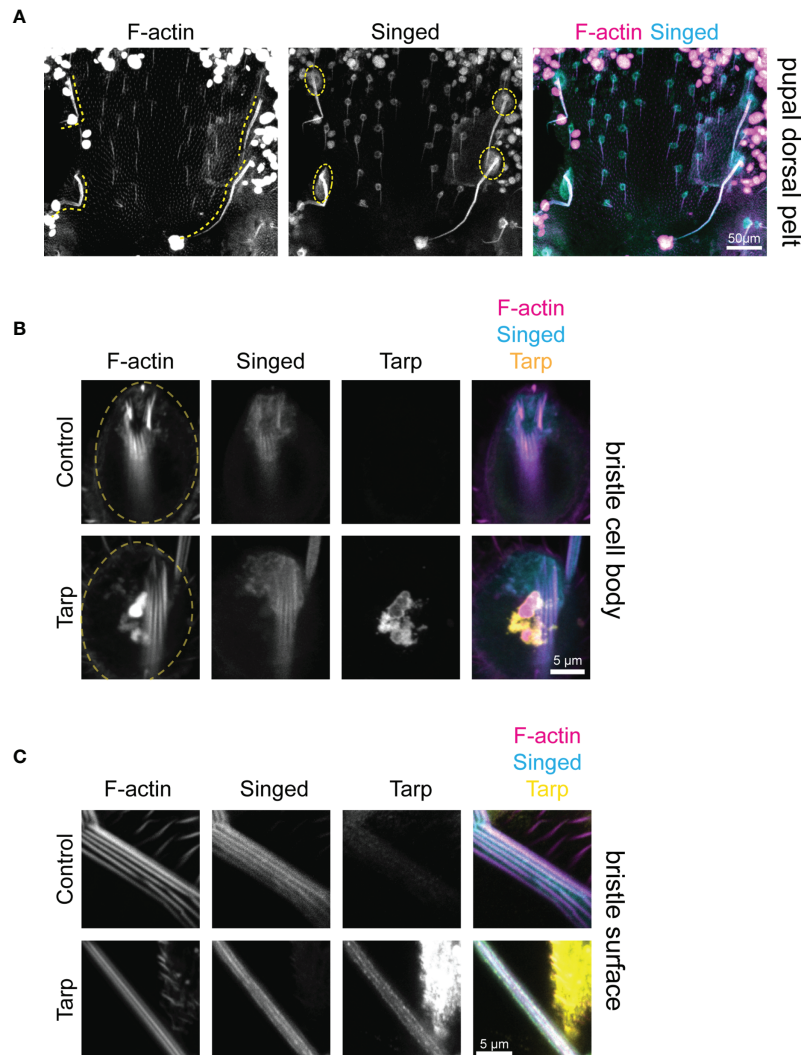 A
F-actin
Singed
F-actin Singed
pupal dorsal pelt
50µm
B
F-actin
Singed
Tarp
F-actin
Singed
Tarp
Control
Tarp
bristle cell body
5 µm
C
F-actin
Singed
Tarp
F-actin
Singed
Tarp
Control
Tarp
bristle surface
5 µm